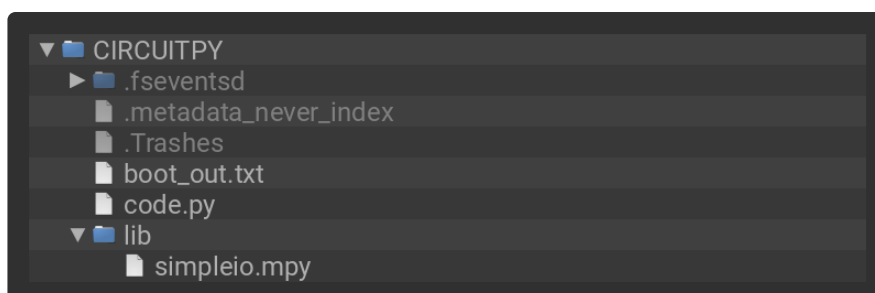 CIRCUITPY
.fseventsd
.metadata_never_index
.Trashes
boot_out.txt
code.py
lib
simpleio.mpy